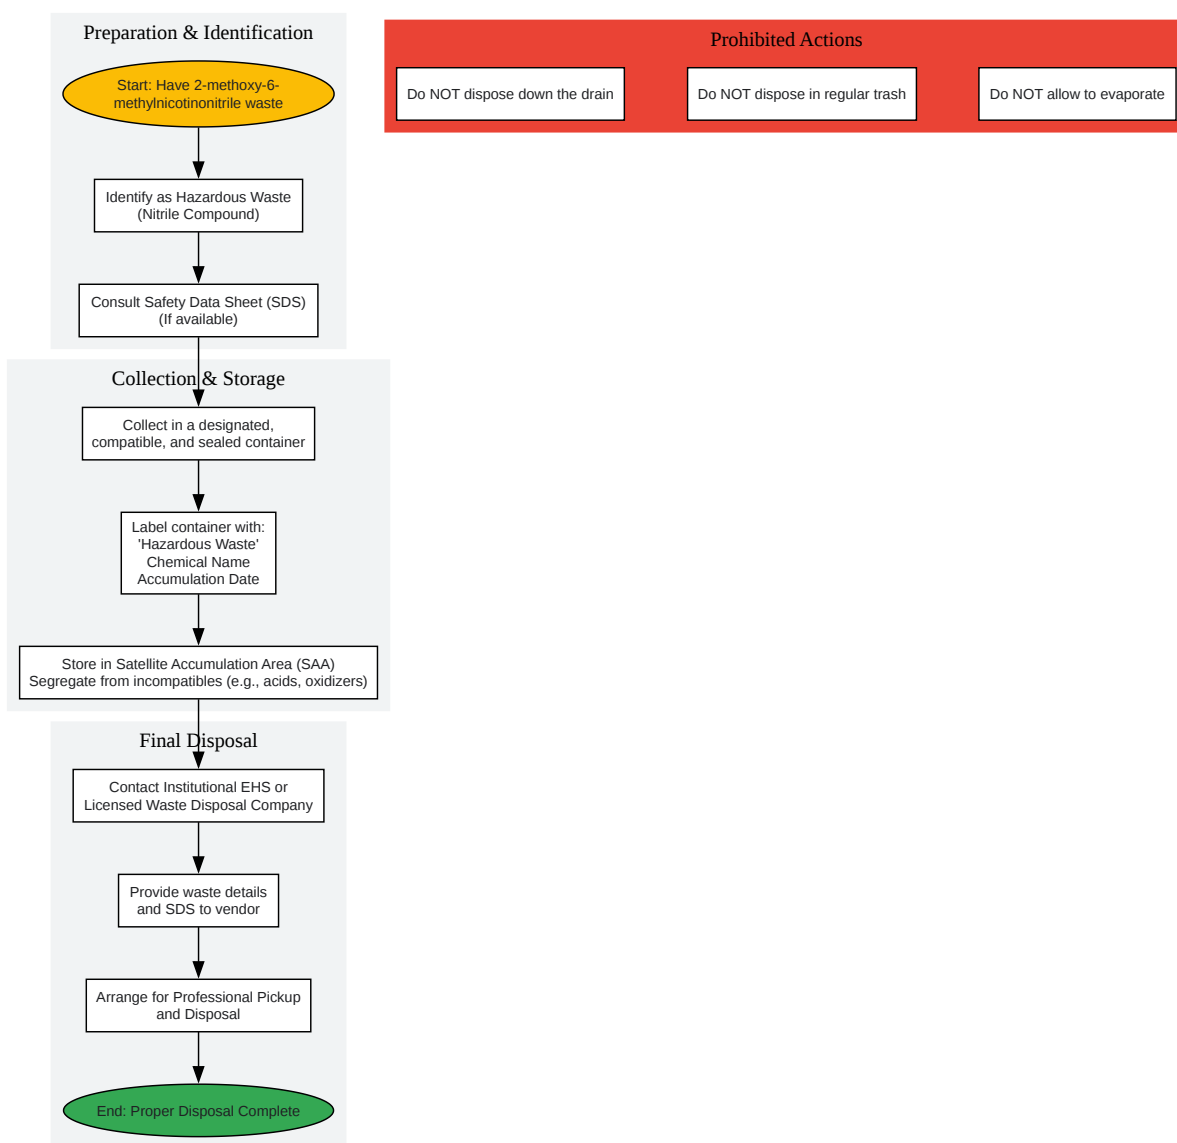 Preparation & Identification
Start: Have 2-methoxy-6-
methylnicotinonitrile waste
Identify as Hazardous Waste
(Nitrile Compound)
Consult Safety Data Sheet (SDS)
(If available)
Collection & Storage
Collect in a designated,
compatible, and sealed container
Label container with:
'Hazardous Waste'
Chemical Name
Accumulation Date
Store in Satellite Accumulation Area (SAA)
Segregate from incompatibles (e.g., acids, oxidizers)
Final Disposal
Contact Institutional EHS or
Licensed Waste Disposal Company
Provide waste details
and SDS to vendor
Arrange for Professional Pickup
and Disposal
End: Proper Disposal Complete
Prohibited Actions
Do NOT dispose down the drain
Do NOT dispose in regular trash
Do NOT allow to evaporate